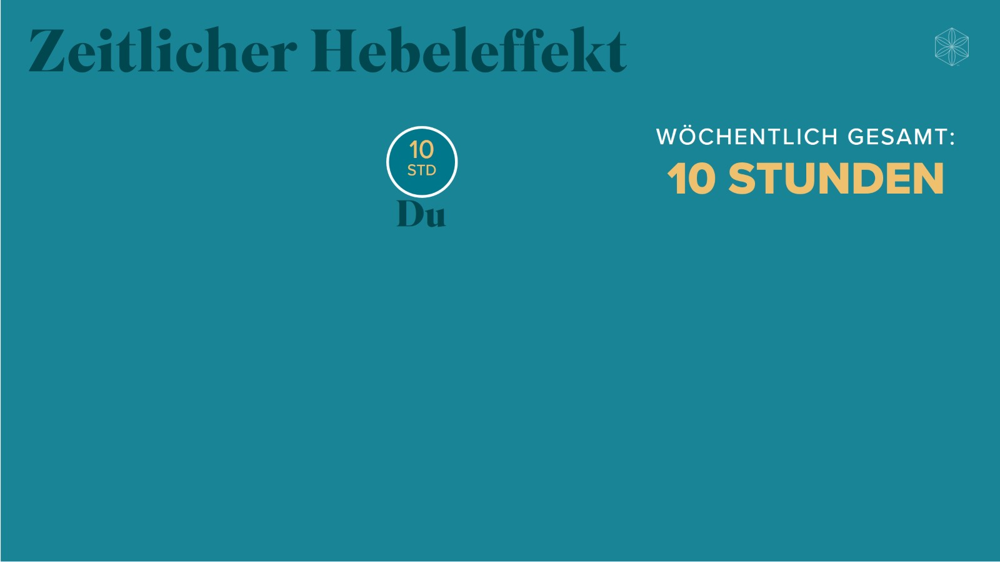 Zeitlicher Hebeleffekt
WÖCHENTLICH GESAMT:
10 STUNDEN
10
STD
Du